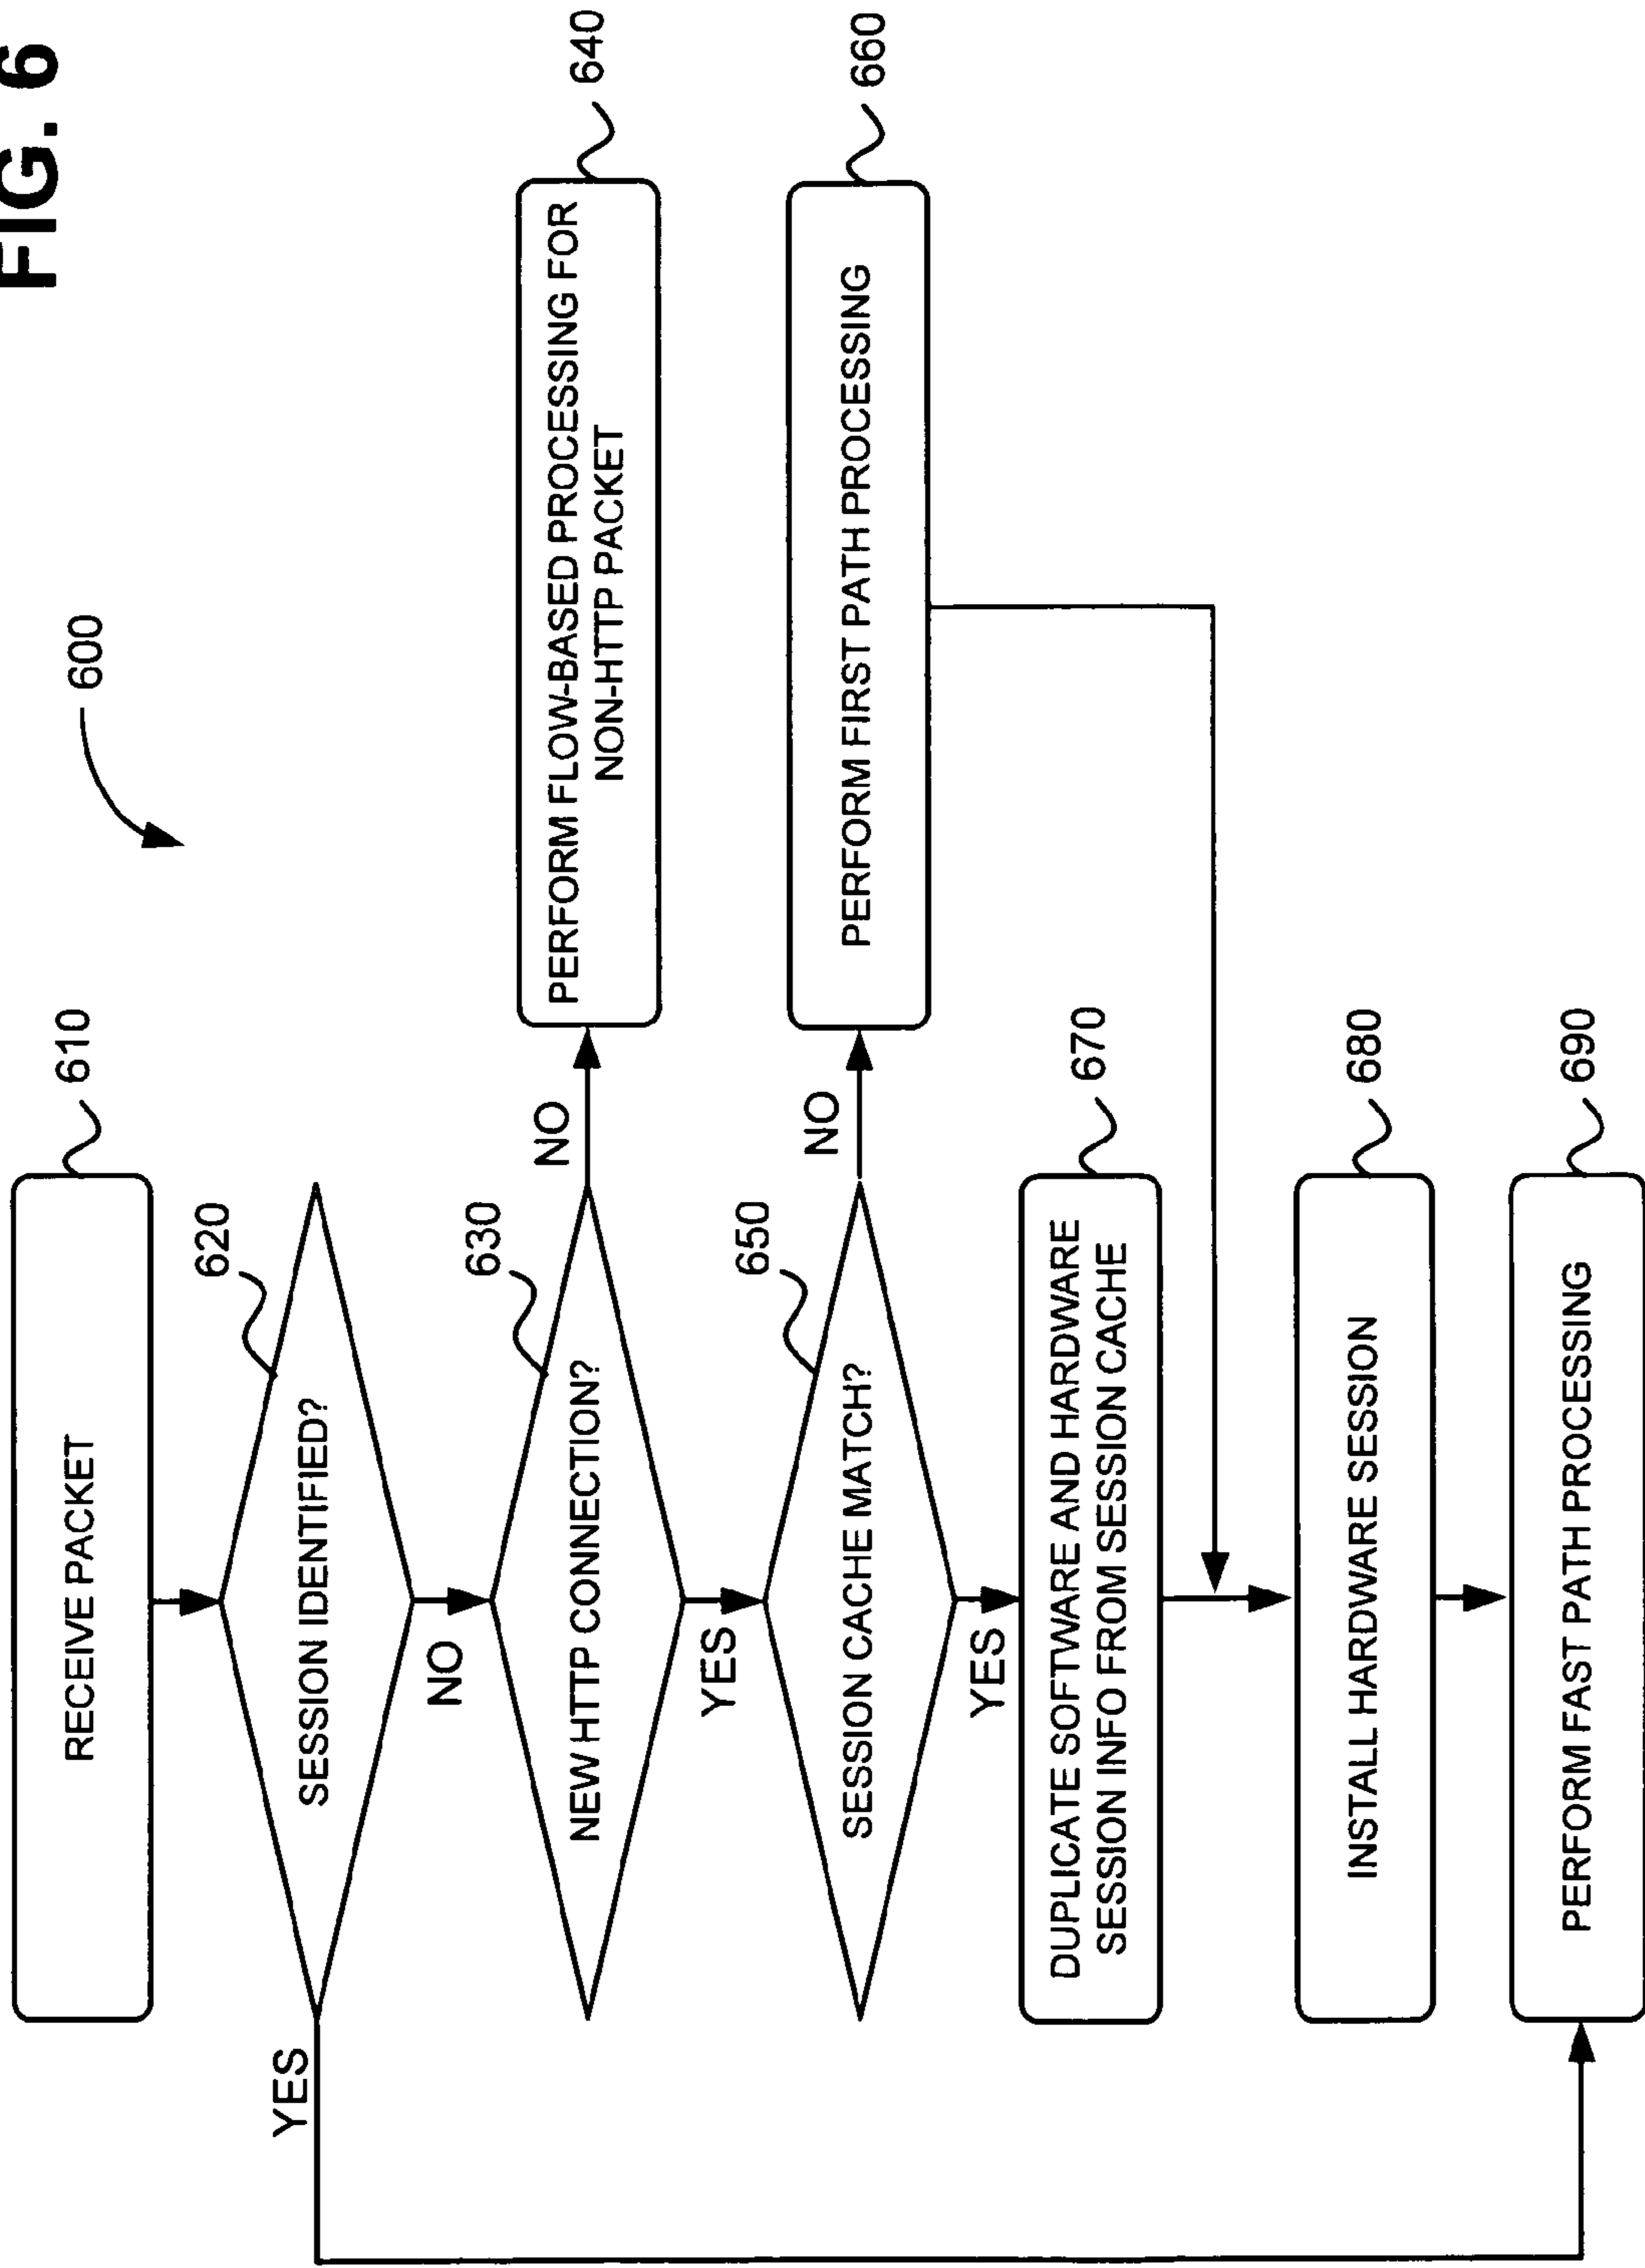 FIG. 6
600
RECEIVE PACKET
610
620
SESSION IDENTIFIED?
YES
NO
630
NEW HTTP CONNECTION?
NO
PERFORM FLOW-BASED PROCESSING FOR
NON-HTTP PACKET
640
YES
650
SESSION CACHE MATCH?
NO
PERFORM FIRST PATH PROCESSING
660
YES
DUPLICATE SOFTWARE AND HARDWARE
SESSION INFO FROM SESSION CACHE
670
INSTALL HARDWARE SESSION
680
PERFORM FAST PATH PROCESSING
690